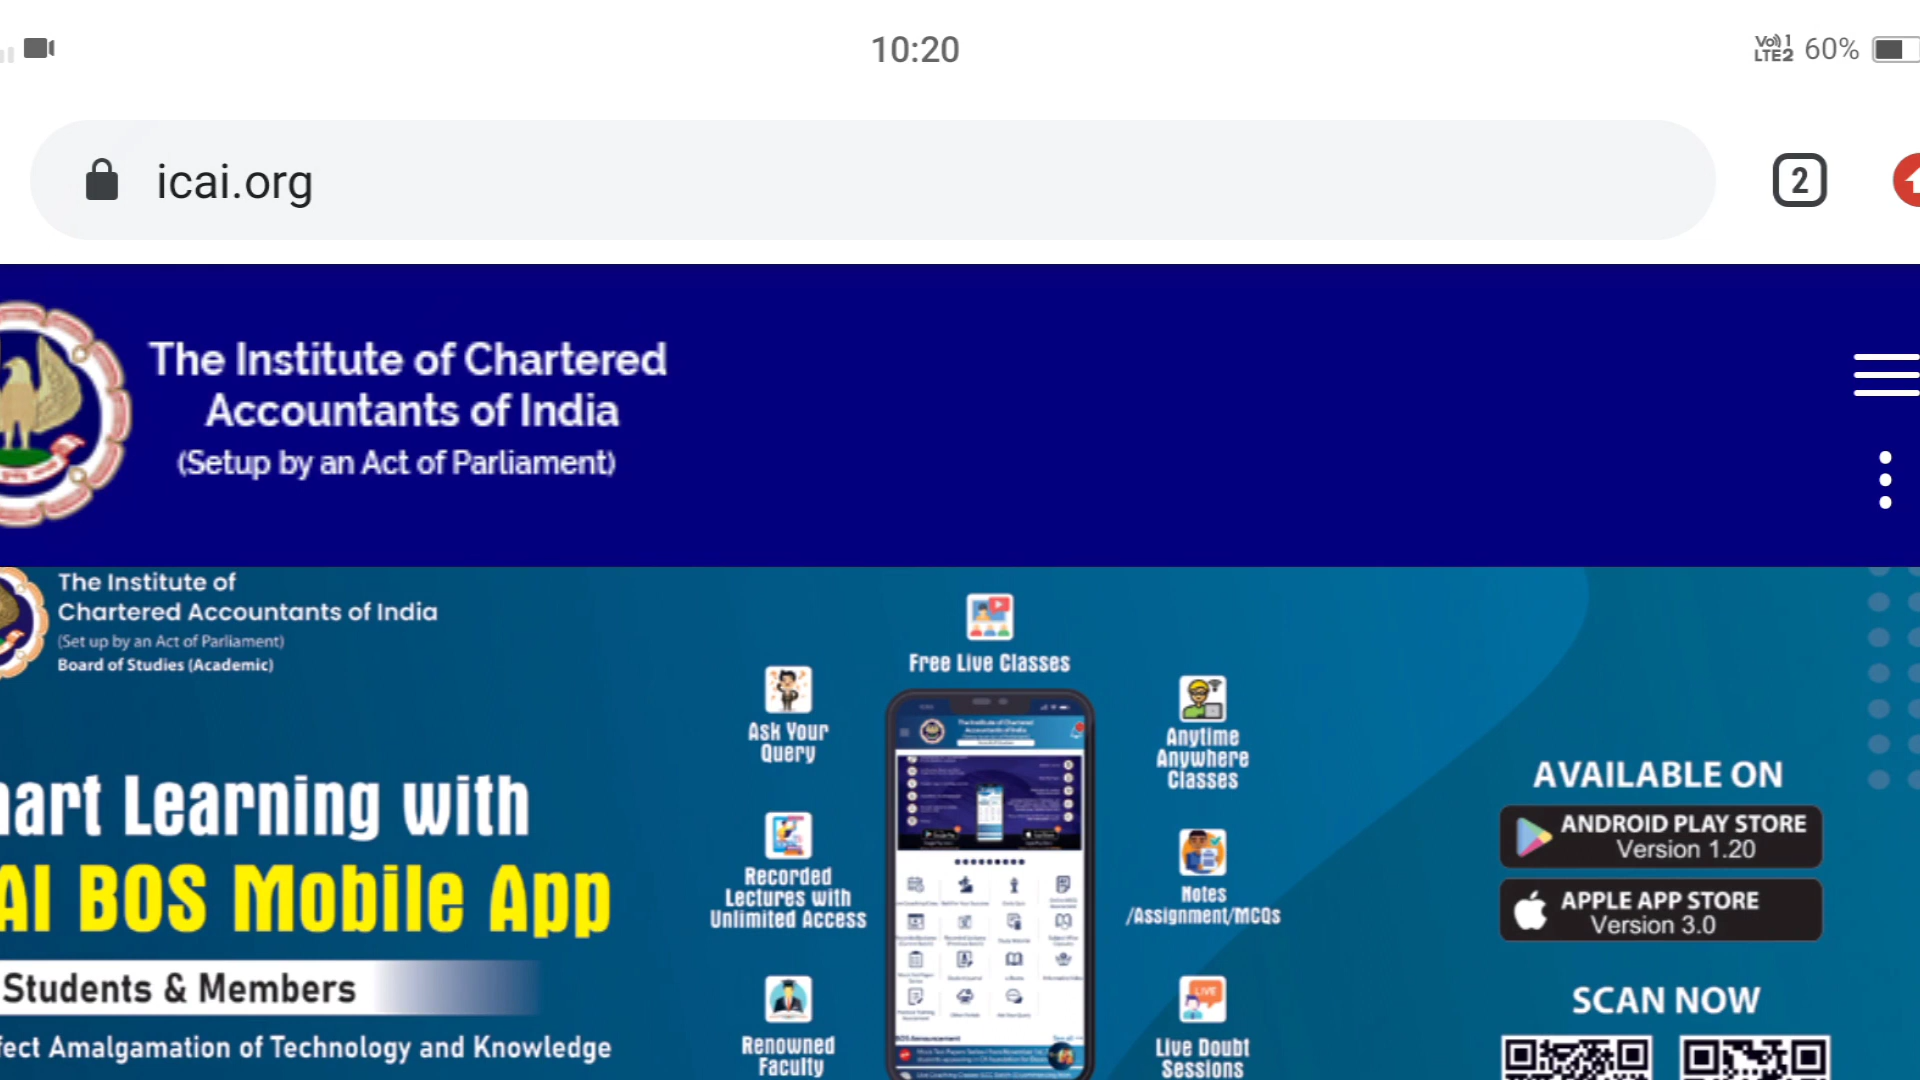 10:20
Vo)) 1
LTE2 60%
icai.org
2
The Institute of Chartered
Accountants of India
(Setup by an Act of Parliament)
The Institute of
Chartered Accountants of India
(Set up by an Act of Parliament)
Board of Studies (Academic)
Free Live Classes
Ask Your
Query
Anytime
Anywhere
Classes
art Learning with
AI BOS Mobile App
Students & Members
fect Amalgamation of Technology and Knowledge
Recorded
Lectures with
Unlimited Access
Notes
/Assignment/MCQs
Renowned
Faculty
LIVE
Live Doubt
Sessions
AVAILABLE ON
ANDROID PLAY STORE
Version 1.20
APPLE APP STORE
Version 3.0
SCAN NOW